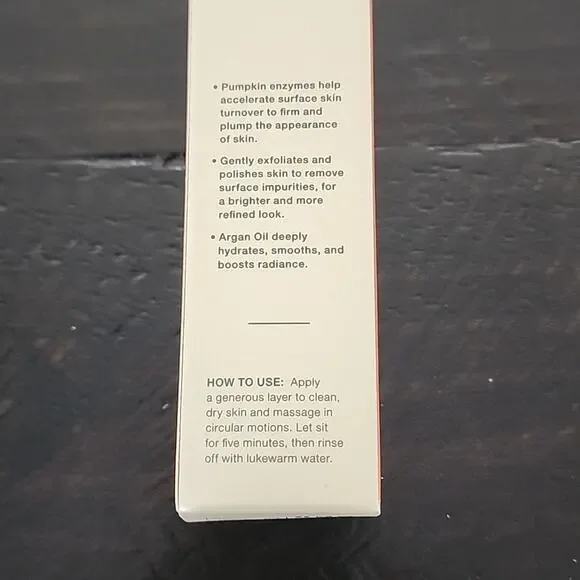 • Pumpkin enzymes help
accelerate surface skin
turnover to firm and
plump the appearance
of skin.
• Gently exfoliates and
polishes skin to remove
surface impurities, for
a brighter and more
refined look.
• Argan Oil deeply
hydrates, smooths, and
boosts radiance.
HOW TO USE: Apply
a generous layer to clean,
dry skin and massage in
circular motions. Let sit
for five minutes, then rinse
off with lukewarm water.